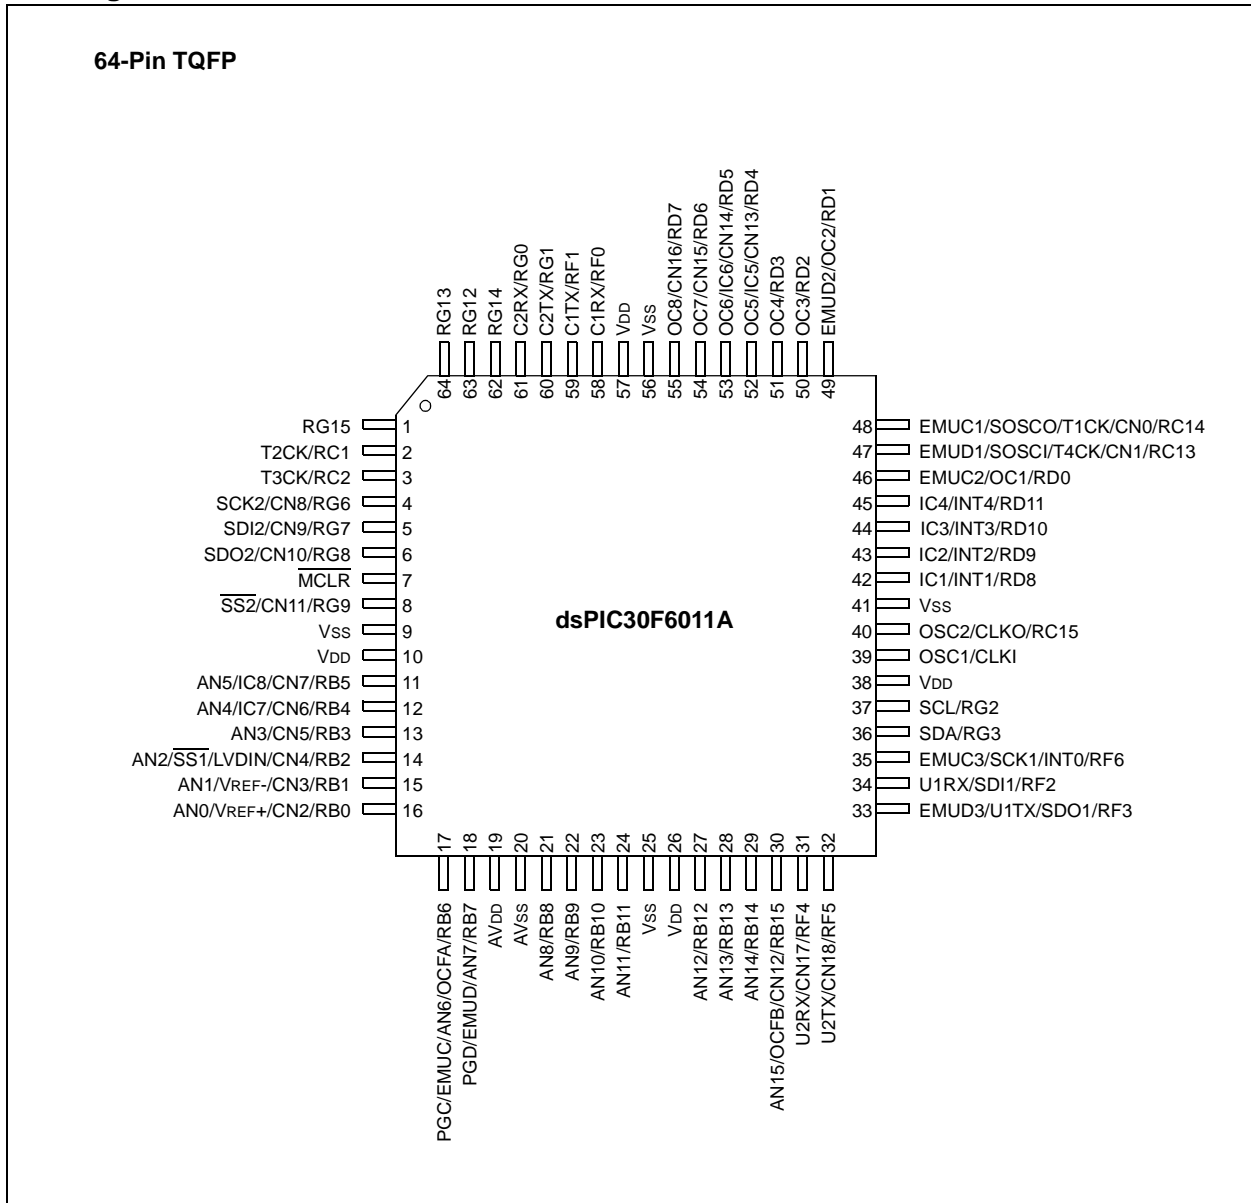 64-Pin TQFP
RG13
RG12
RG14
C2RX/RG0
C2TX/RG1
C1TX/RF1
C1RX/RF0
VDD
VSS
OC8/CN16/RD7
OC7/CN15/RD6
OC6/IC6/CN14/RD5
OC5/IC5/CN13/RD4
OC4/RD3
OC3/RD2
EMUD2/OC2/RD1
64 63 62 61 60 59 58 57 56 55 54 53 52 51 50 49
RG15 1
T2CK/RC1 2
T3CK/RC2 3
SCK2/CN8/RG6 4
SDI2/CN9/RG7 5
SDO2/CN10/RG8 6
MCLR 7
SS2/CN11/RG9 8
VSS 9
VDD 10
AN5/IC8/CN7/RB5 11
AN4/IC7/CN6/RB4 12
AN3/CN5/RB3 13
AN2/SS1/LVDIN/CN4/RB2 14
AN1/VREF-/CN3/RB1 15
AN0/VREF+/CN2/RB0 16
dsPIC30F6011A
48 EMUC1/SOSCO/T1CK/CN0/RC14
47 EMUD1/SOSCI/T4CK/CN1/RC13
46 EMUC2/OC1/RD0
45 IC4/INT4/RD11
44 IC3/INT3/RD10
43 IC2/INT2/RD9
42 IC1/INT1/RD8
41 VSS
40 OSC2/CLKO/RC15
39 OSC1/CLKI
38 VDD
37 SCL/RG2
36 SDA/RG3
35 EMUC3/SCK1/INT0/RF6
34 U1RX/SDI1/RF2
33 EMUD3/U1TX/SDO1/RF3
17 18 19 20 21 22 23 24 25 26 27 28 29 30 31 32
PGC/EMUC/AN6/OCFA/RB6
PGD/EMUD/AN7/RB7
AVDD
AVSS
AN8/RB8
AN9/RB9
AN10/RB10
AN11/RB11
VSS
VDD
AN12/RB12
AN13/RB13
AN14/RB14
AN15/OCFB/CN12/RB15
U2RX/CN17/RF4
U2TX/CN18/RF5